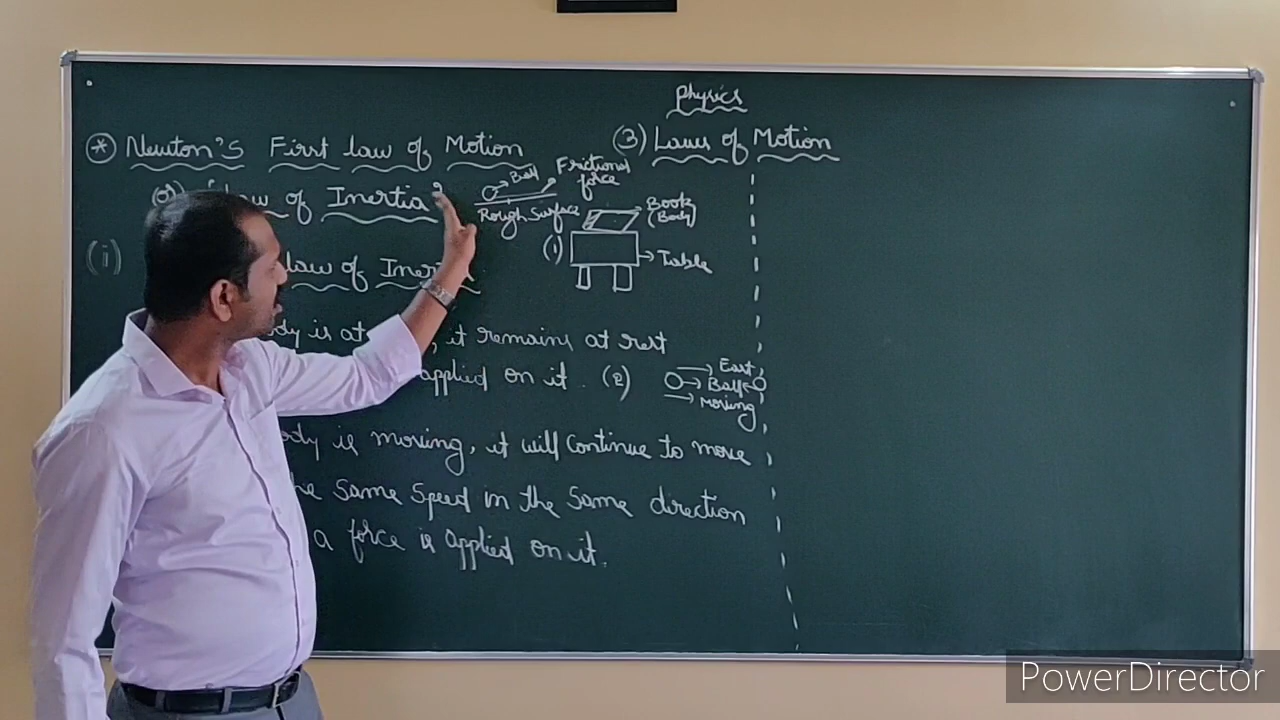 Physics
(3) Laws of Motion
* Newton's First law of Motion
(or) "Law of Inertia"
(i) law of Inertia
Ball
Frictional force
Rough Surface
Book (Body)
(1)
Table
body is at , it remains at rest
applied on it.
(2)
East
Ball
Moving
body is moving, it will continue to move
the same speed in the same direction
a force is applied on it.
PowerDirector